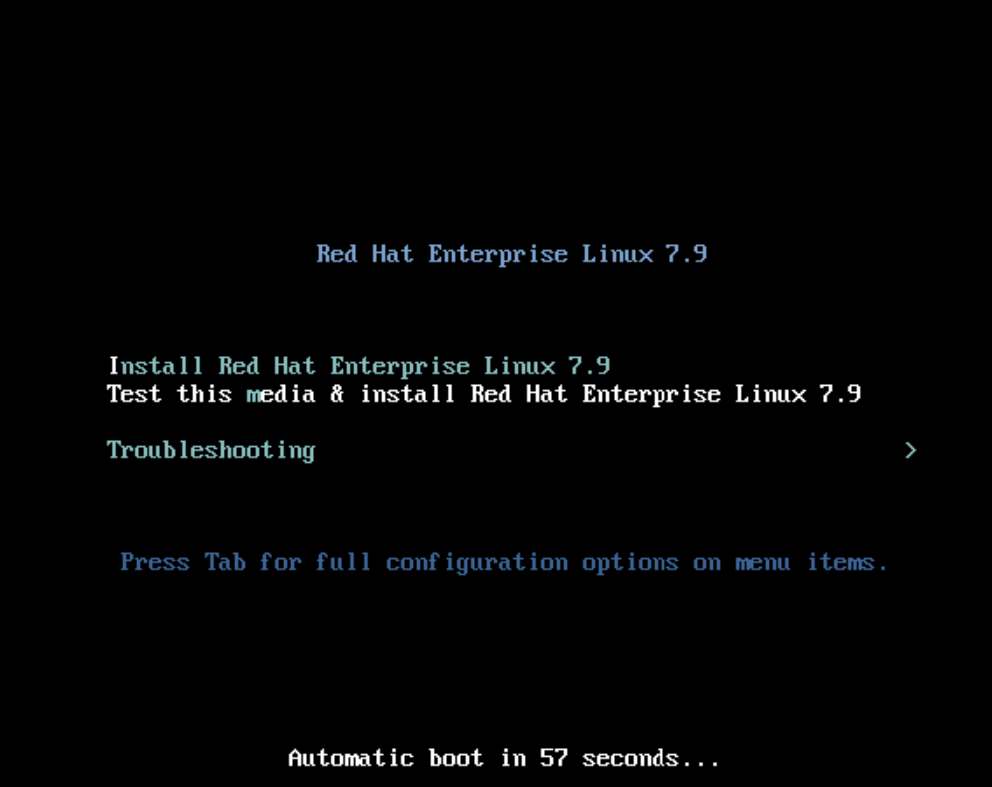 Red Hat Enterprise Linux 7.9
Install Red Hat Enterprise Linux 7.9
Test this media & install Red Hat Enterprise Linux 7.9
Troubleshooting >
Press Tab for full configuration options on menu items.
Automatic boot in 57 seconds...